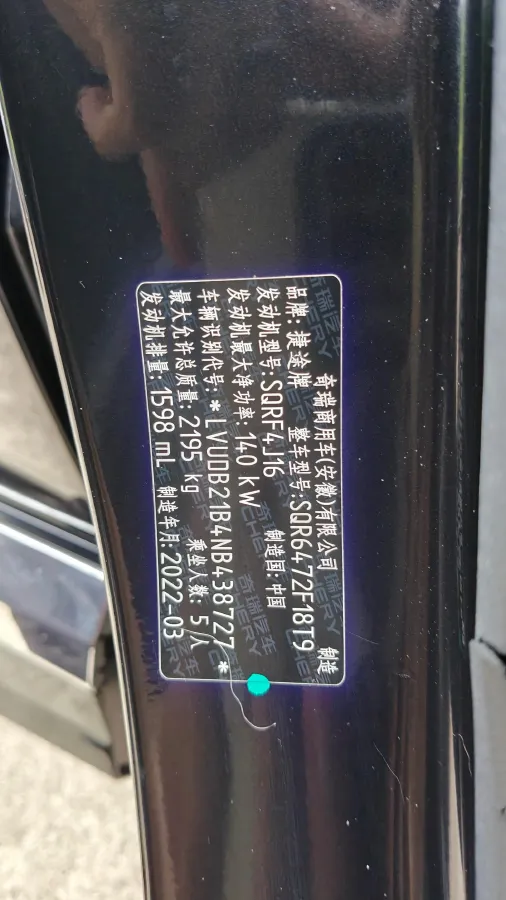 奇瑞商用车(安徽)有限公司 制造
品牌: 捷途牌 整车型号:SQR6472F18T9
发动机型号:SQRF4J16 制造国:中国
发动机最大净功率:140 kW
车辆识别代号:*LVUDB21B4NB438727*
最大允许总质量:2195 kg 乘坐人数:5人
发动机排量:1598 mL 制造年月:2022-03